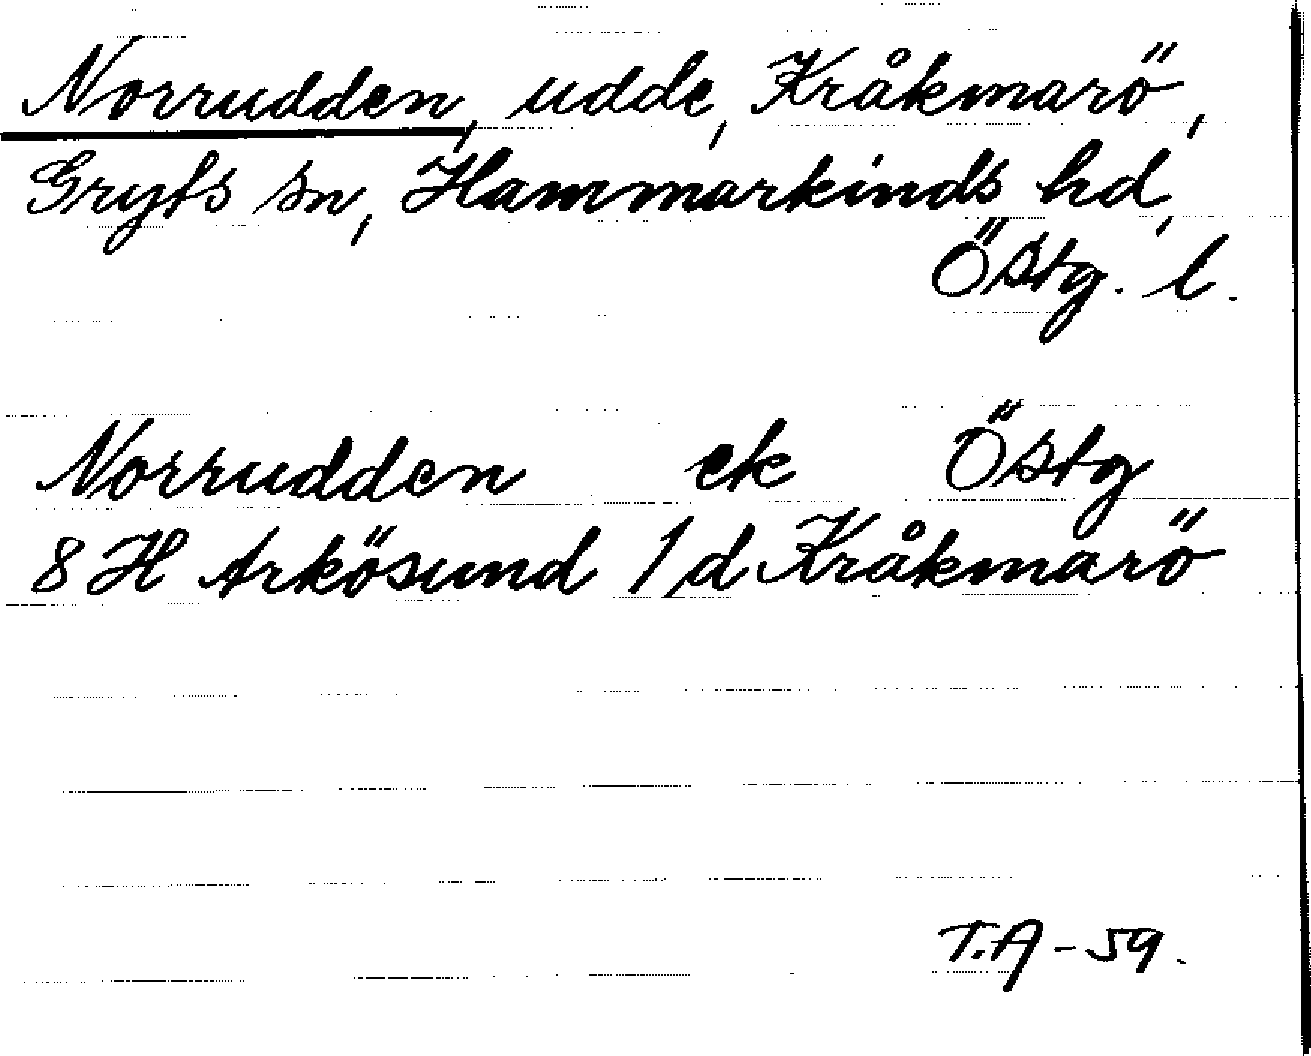 Norrudden, udde, Kråkmarö,
Gryts sn, Hammarkinds hd,
Östg. l.
Norrudden ek Östg
8 H Arkösund 1 d Kråkmarö
T.A - 59.